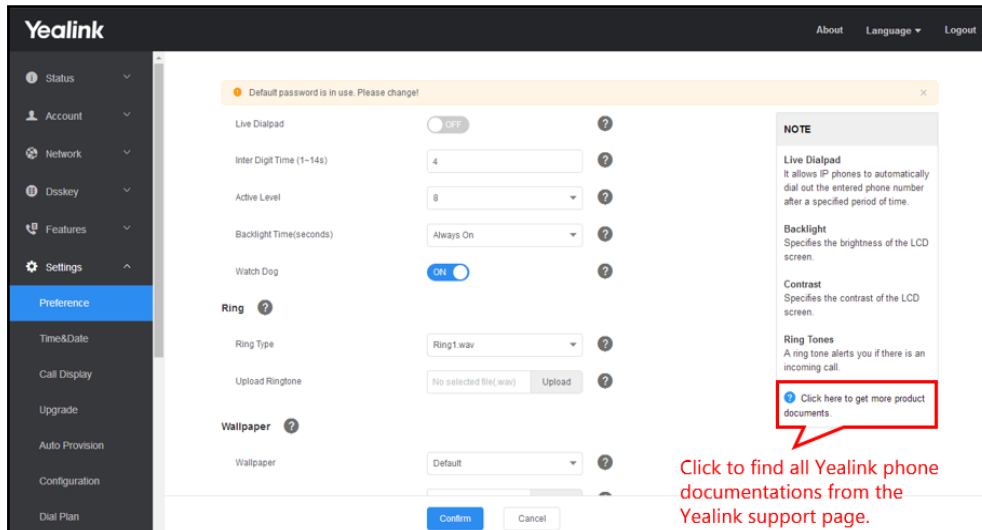 Yealink
About Language Logout
Status
Account
Network
Dsskey
Features
Settings
Preference
Time&Date
Call Display
Upgrade
Auto Provision
Configuration
Dial Plan
Default password is in use. Please change!
Live Dialpad OFF
Inter Digit Time (1~14s) 4
Active Level 8
Backlight Time(seconds) Always On
Watch Dog ON
Ring
Ring Type Ring1.wav
Upload Ringtone No selected file(.wav) Upload
Wallpaper
Wallpaper Default
Confirm Cancel
NOTE
Live Dialpad
It allows IP phones to automatically
dial out the entered phone number
after a specified period of time.
Backlight
Specifies the brightness of the LCD
screen.
Contrast
Specifies the contrast of the LCD
screen.
Ring Tones
A ring tone alerts you if there is an
incoming call.
Click here to get more product
documents.
Click to find all Yealink phone
documentations from the
Yealink support page.